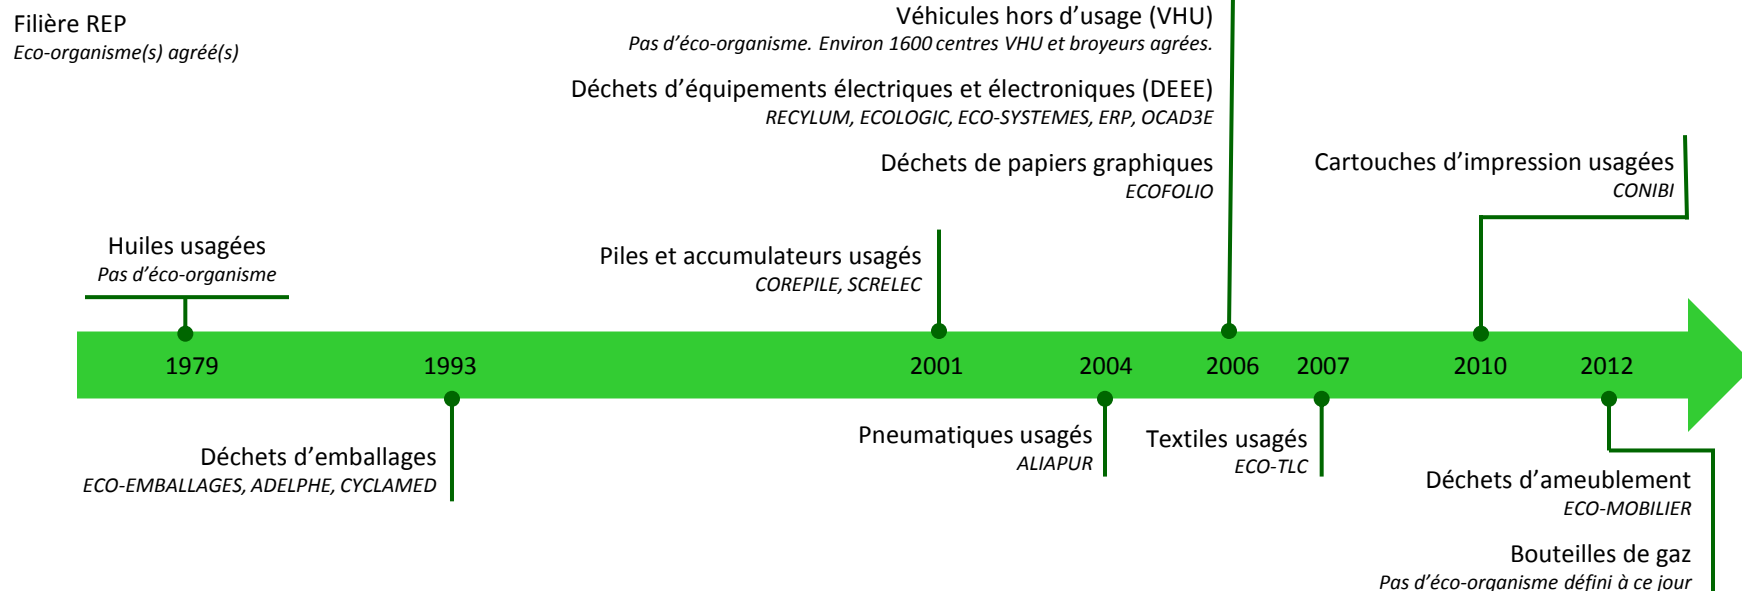 Filière REP
Eco-organisme(s) agréé(s)
Véhicules hors d’usage (VHU)
Pas d’éco-organisme. Environ 1600 centres VHU et broyeurs agrées.
Déchets d’équipements électriques et électroniques (DEEE)
RECYLUM, ECOLOGIC, ECO-SYSTEMES, ERP, OCAD3E
Déchets de papiers graphiques
ECOFOLIO
Cartouches d’impression usagées
CONIBI
Huiles usagées
Pas d’éco-organisme
Piles et accumulateurs usagés
COREPILE, SCRELEC
1979 1993 2001 2004 2006 2007 2010 2012
Déchets d’emballages
ECO-EMBALLAGES, ADELPHE, CYCLAMED
Pneumatiques usagés
ALIAPUR
Textiles usagés
ECO-TLC
Déchets d’ameublement
ECO-MOBILIER
Bouteilles de gaz
Pas d’éco-organisme défini à ce jour